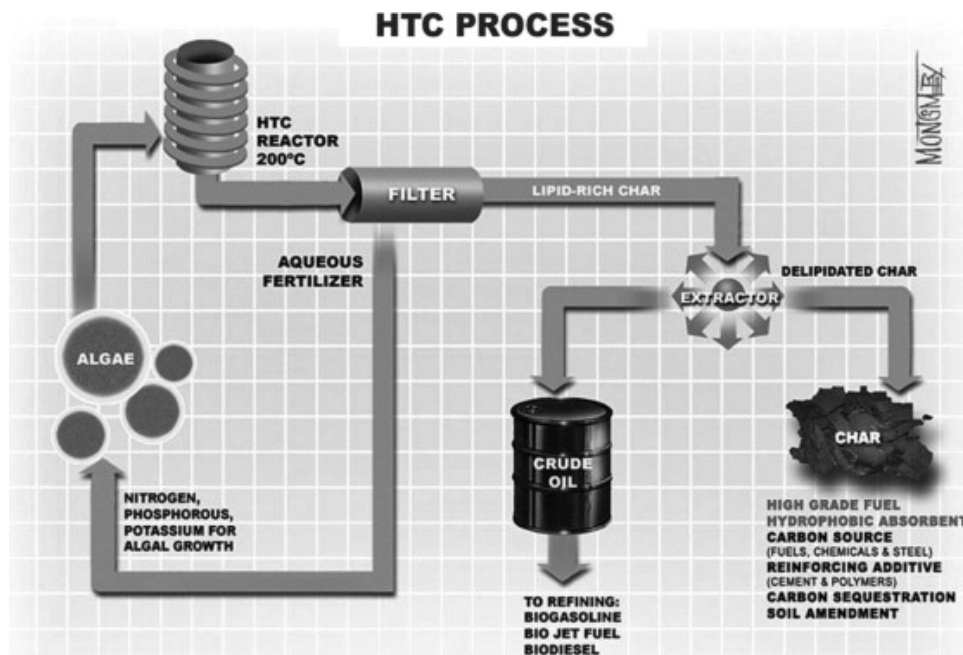 HTC PROCESS
HTC
REACTOR
200ºC
FILTER
LIPID-RICH CHAR
AQUEOUS
FERTILIZER
DELIPIDATED CHAR
EXTRACTOR
ALGAE
CRUDE
OIL
CHAR
NITROGEN,
PHOSPHOROUS,
POTASSIUM FOR
ALGAL GROWTH
HIGH GRADE FUEL
HYDROPHOBIC ABSORBENT
CARBON SOURCE
(FUELS, CHEMICALS & STEEL)
REINFORCING ADDITIVE
(CEMENT & POLYMERS)
CARBON SEQUESTRATION
SOIL AMENDMENT
TO REFINING:
BIOGASOLINE
BIO JET FUEL
BIODIESEL